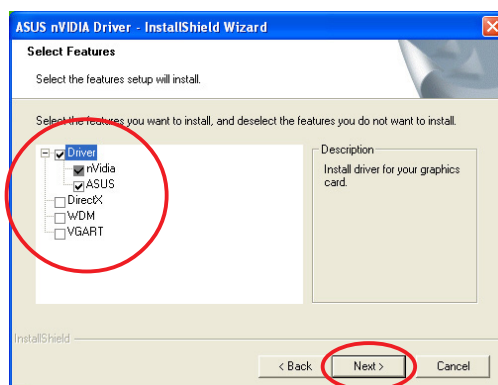 ASUS nVIDIA Driver - InstallShield Wizard
Select Features
Select the features setup will install.
Select the features you want to install, and deselect the features you do not want to install.
Driver
nVidia
ASUS
DirectX
WDM
VGART
Description
Install driver for your graphics
card.
InstallShield
< Back
Next >
Cancel